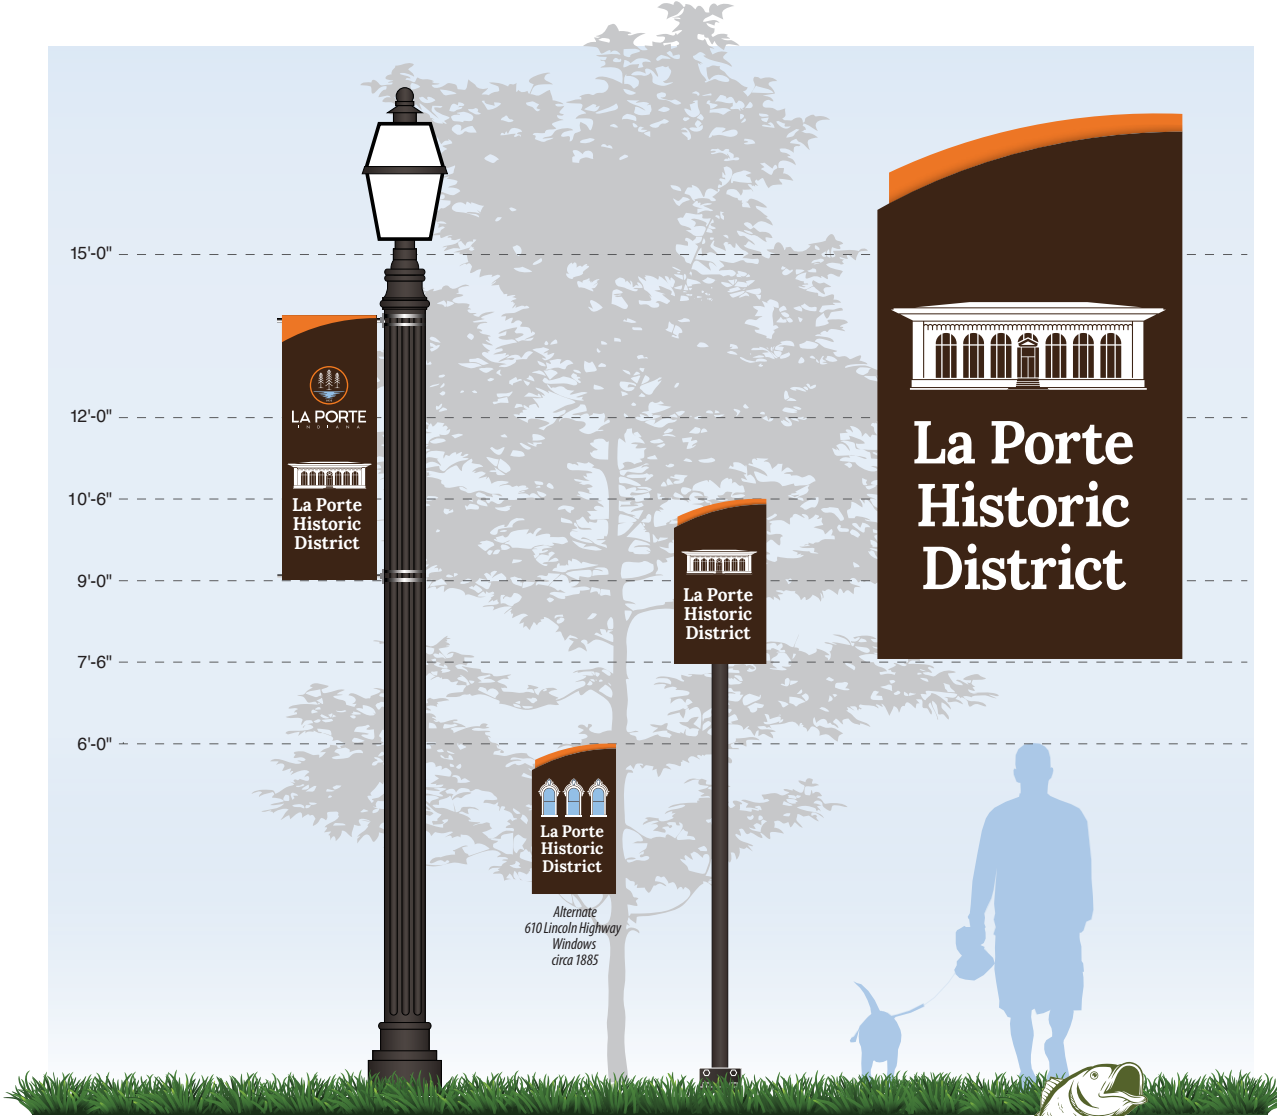 15'-0"
12'-0"
10'-6"
9'-0"
7'-6"
6'-0"
LA PORTE
INDIANA
La Porte
Historic
District
La Porte
Historic
District
La Porte
Historic
District
Alternate
610 Lincoln Highway
Windows
circa 1885
La Porte
Historic
District